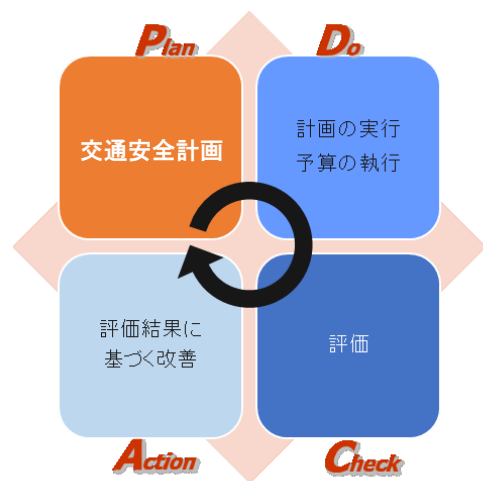 Plan
Do
交通安全計画
計画の実行
予算の執行
評価結果に
基づく改善
評価
Action
Check